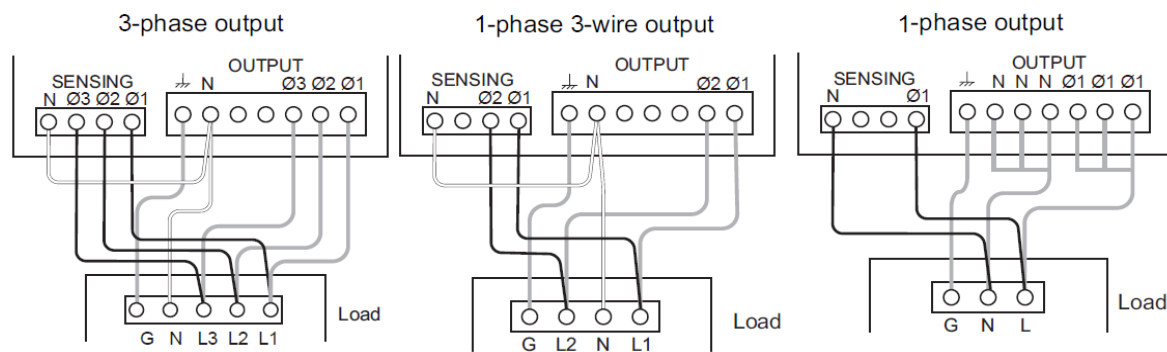 3-phase output
SENSING
N Ø3 Ø2 Ø1
OUTPUT
N Ø3 Ø2 Ø1
Load
G N L3 L2 L1
1-phase 3-wire output
SENSING
N Ø2 Ø1
OUTPUT
N Ø2 Ø1
Load
G L2 N L1
1-phase output
SENSING
N Ø1
OUTPUT
N N N Ø1 Ø1 Ø1
Load
G N L